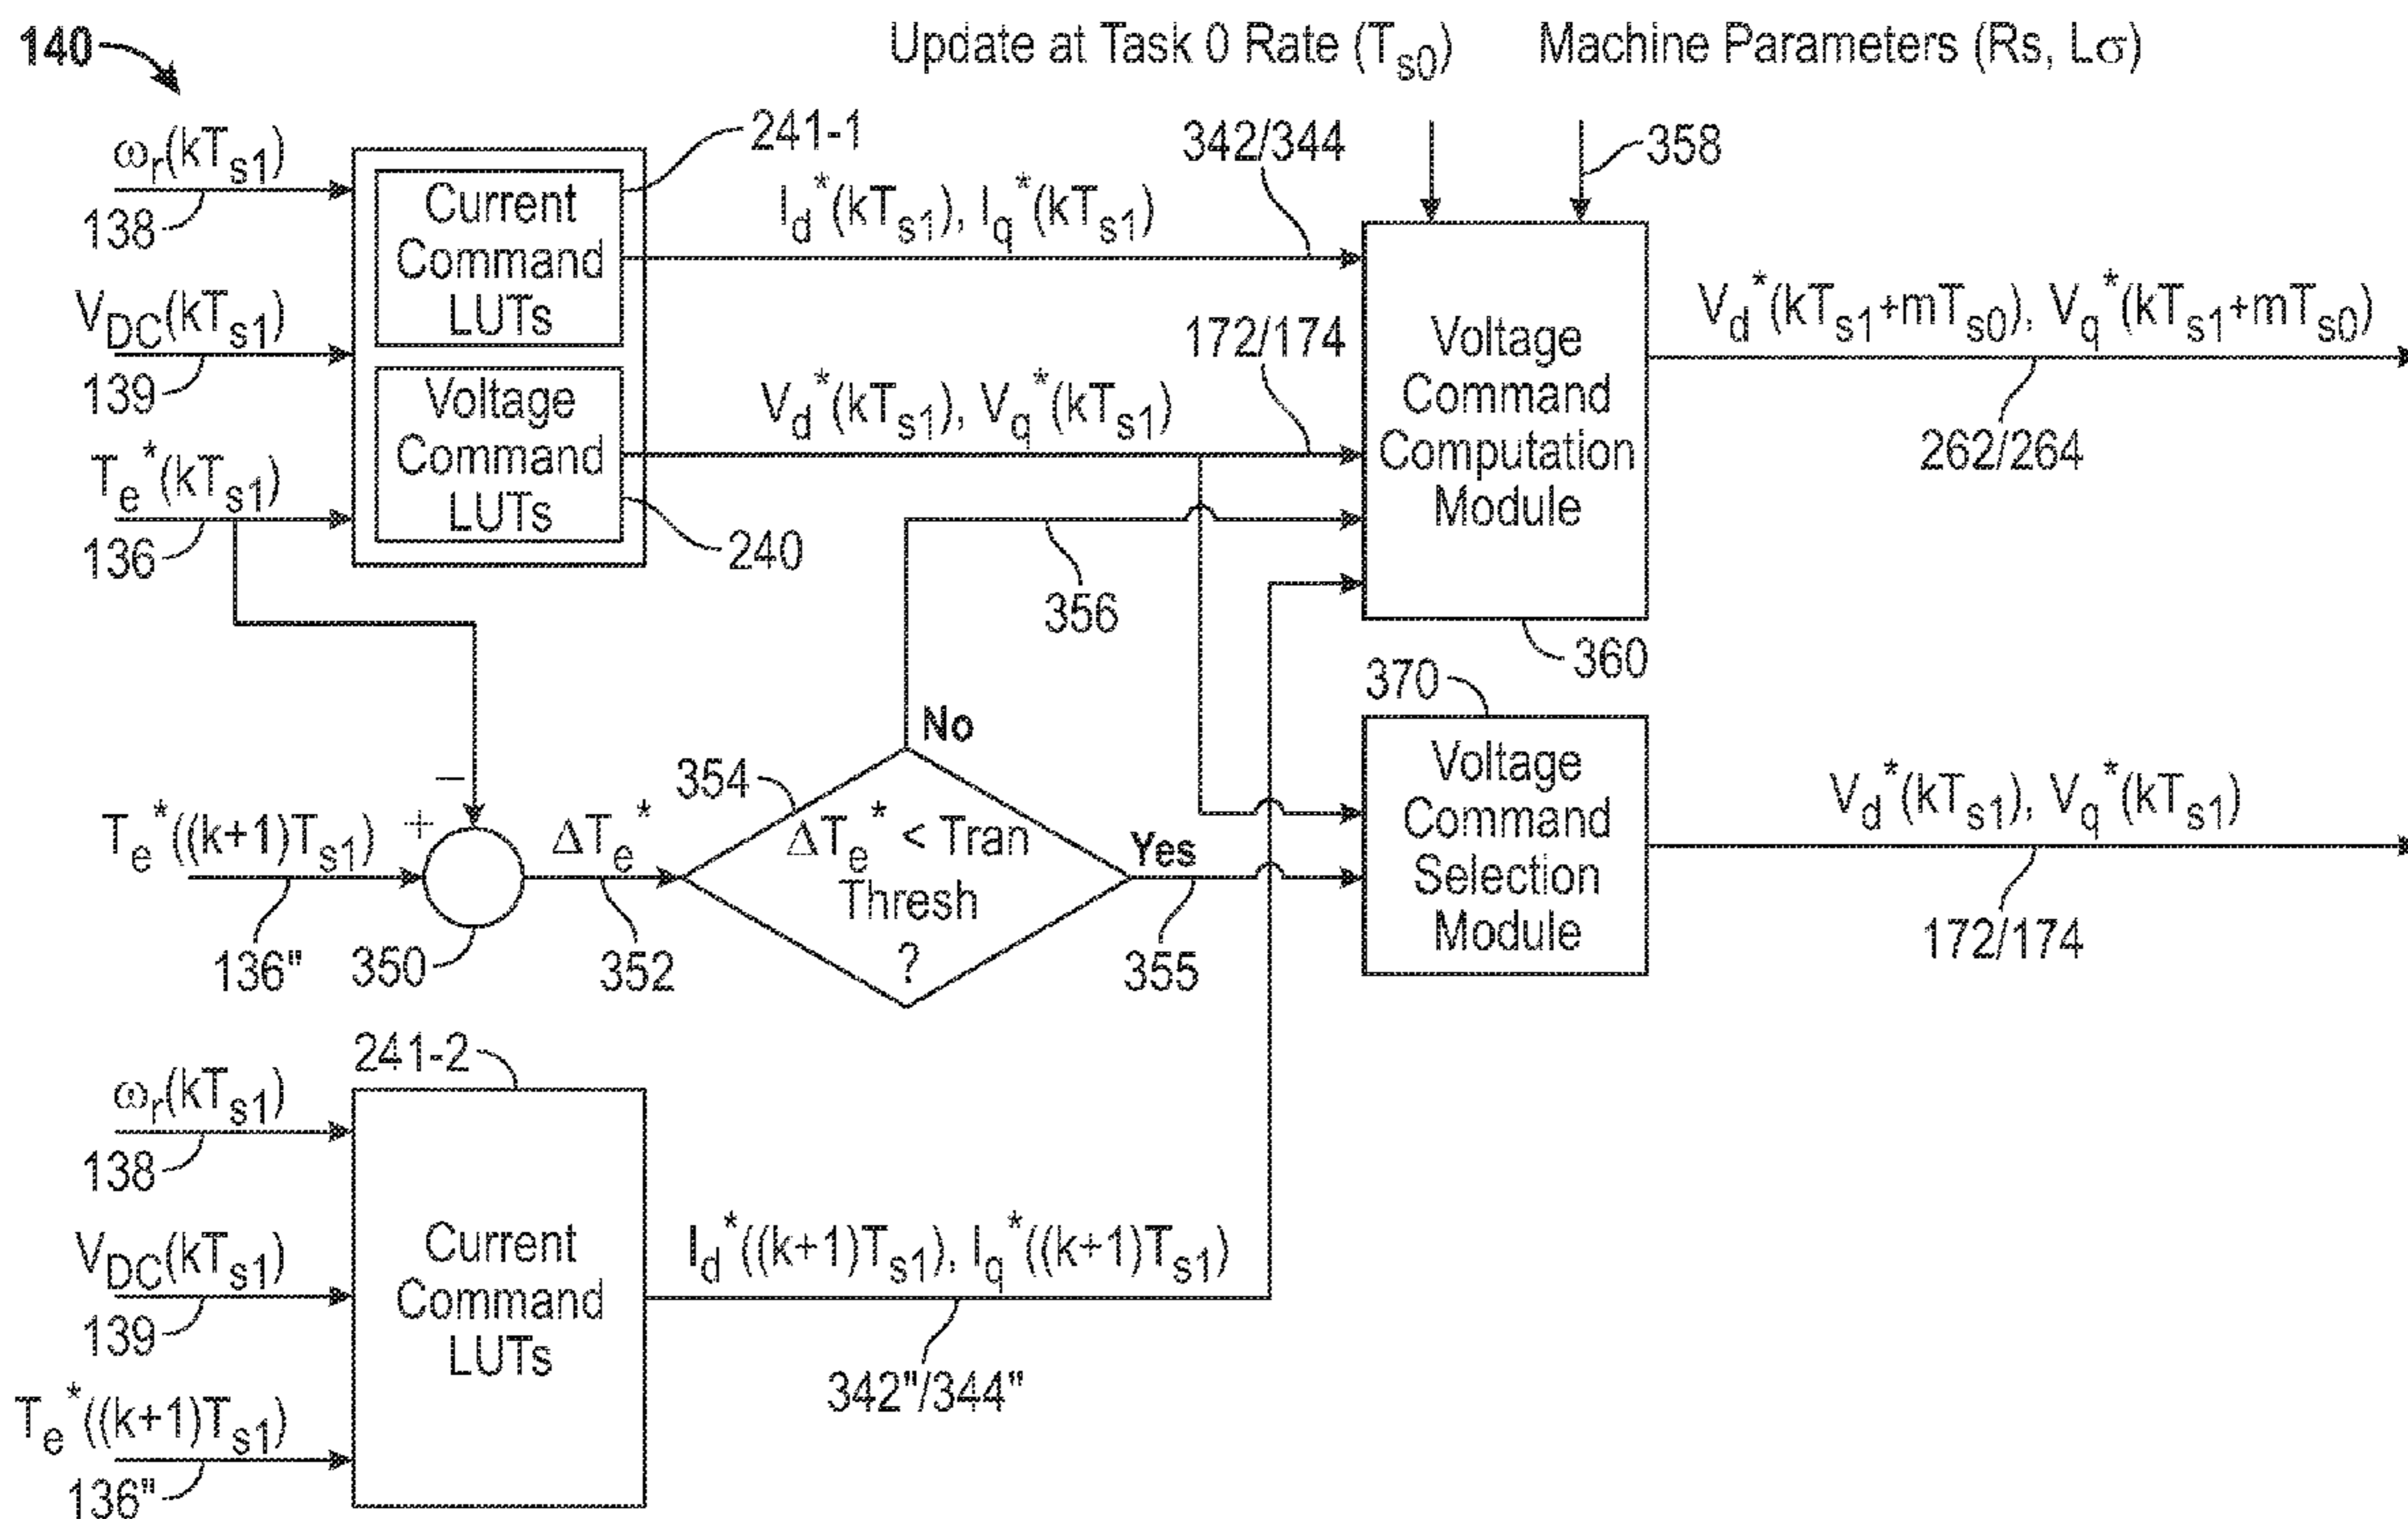 140
Update at Task 0 Rate (Ts0)
Machine Parameters (Rs, Lσ)
ωr(kTs1)
138
VDC(kTs1)
139
Te*(kTs1)
136
241-1
Current
Command
LUTs
Voltage
Command
LUTs
240
Id*(kTs1), Iq*(kTs1)
342/344
358
172/174
Vd*(kTs1), Vq*(kTs1)
Voltage
Command
Computation
Module
360
Vd*(kTs1+mTs0), Vq*(kTs1+mTs0)
262/264
356
No
354
ΔTe* < Tran
Thresh
?
Yes
355
−
+
Te*((k+1)Ts1)
136"
350
ΔTe*
352
370
Voltage
Command
Selection
Module
Vd*(kTs1), Vq*(kTs1)
172/174
241-2
ωr(kTs1)
138
VDC(kTs1)
139
Te*((k+1)Ts1)
136"
Current
Command
LUTs
Id*((k+1)Ts1), Iq*((k+1)Ts1)
342"/344"